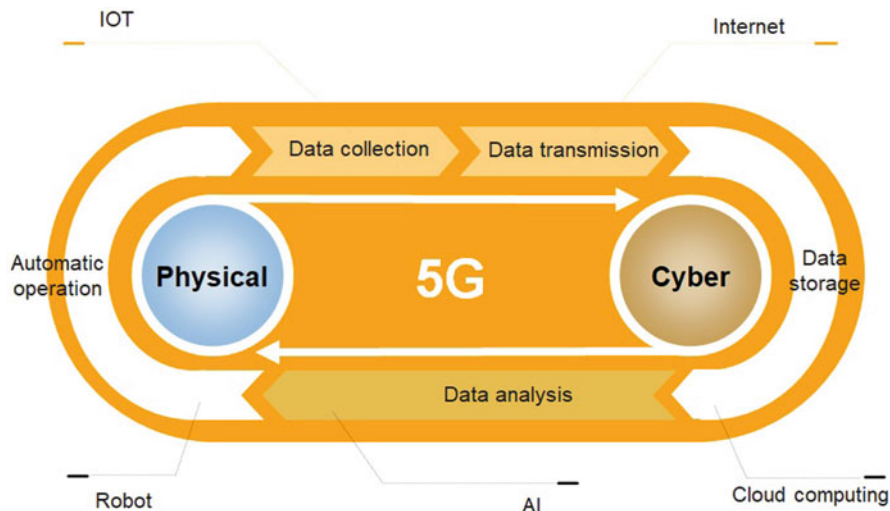 IOT
Internet
Data collection
Data transmission
Automatic
operation
Physical
5G
Cyber
Data
storage
Data analysis
Robot
AI
Cloud computing